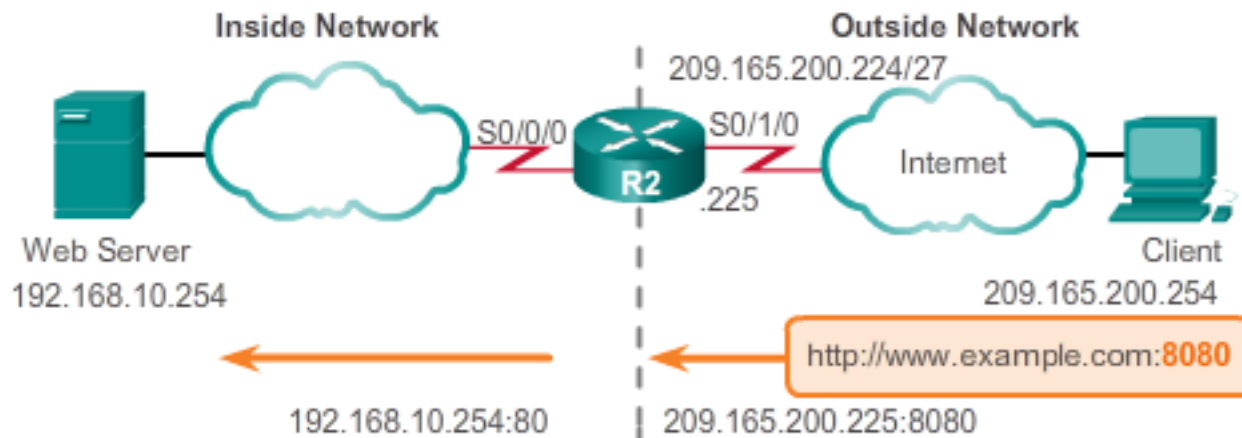 Inside Network
Outside Network
209.165.200.224/27
S0/0/0
S0/1/0
Internet
R2
.225
Web Server
192.168.10.254
Client
209.165.200.254
http://www.example.com:8080
192.168.10.254:80
209.165.200.225:8080